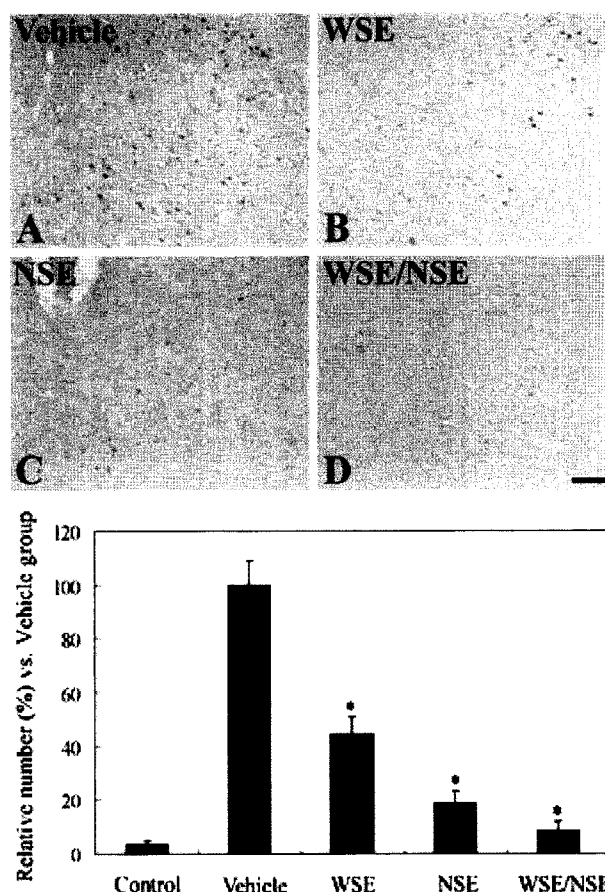 Vehicle
WSE
A
B
NSE
WSE/NSE
C
D
Relative number (%) vs. Vehicle group
120
100
80
60
40
20
0
*
*
*
Control
Vehicle
WSE
NSE
WSE/NSE